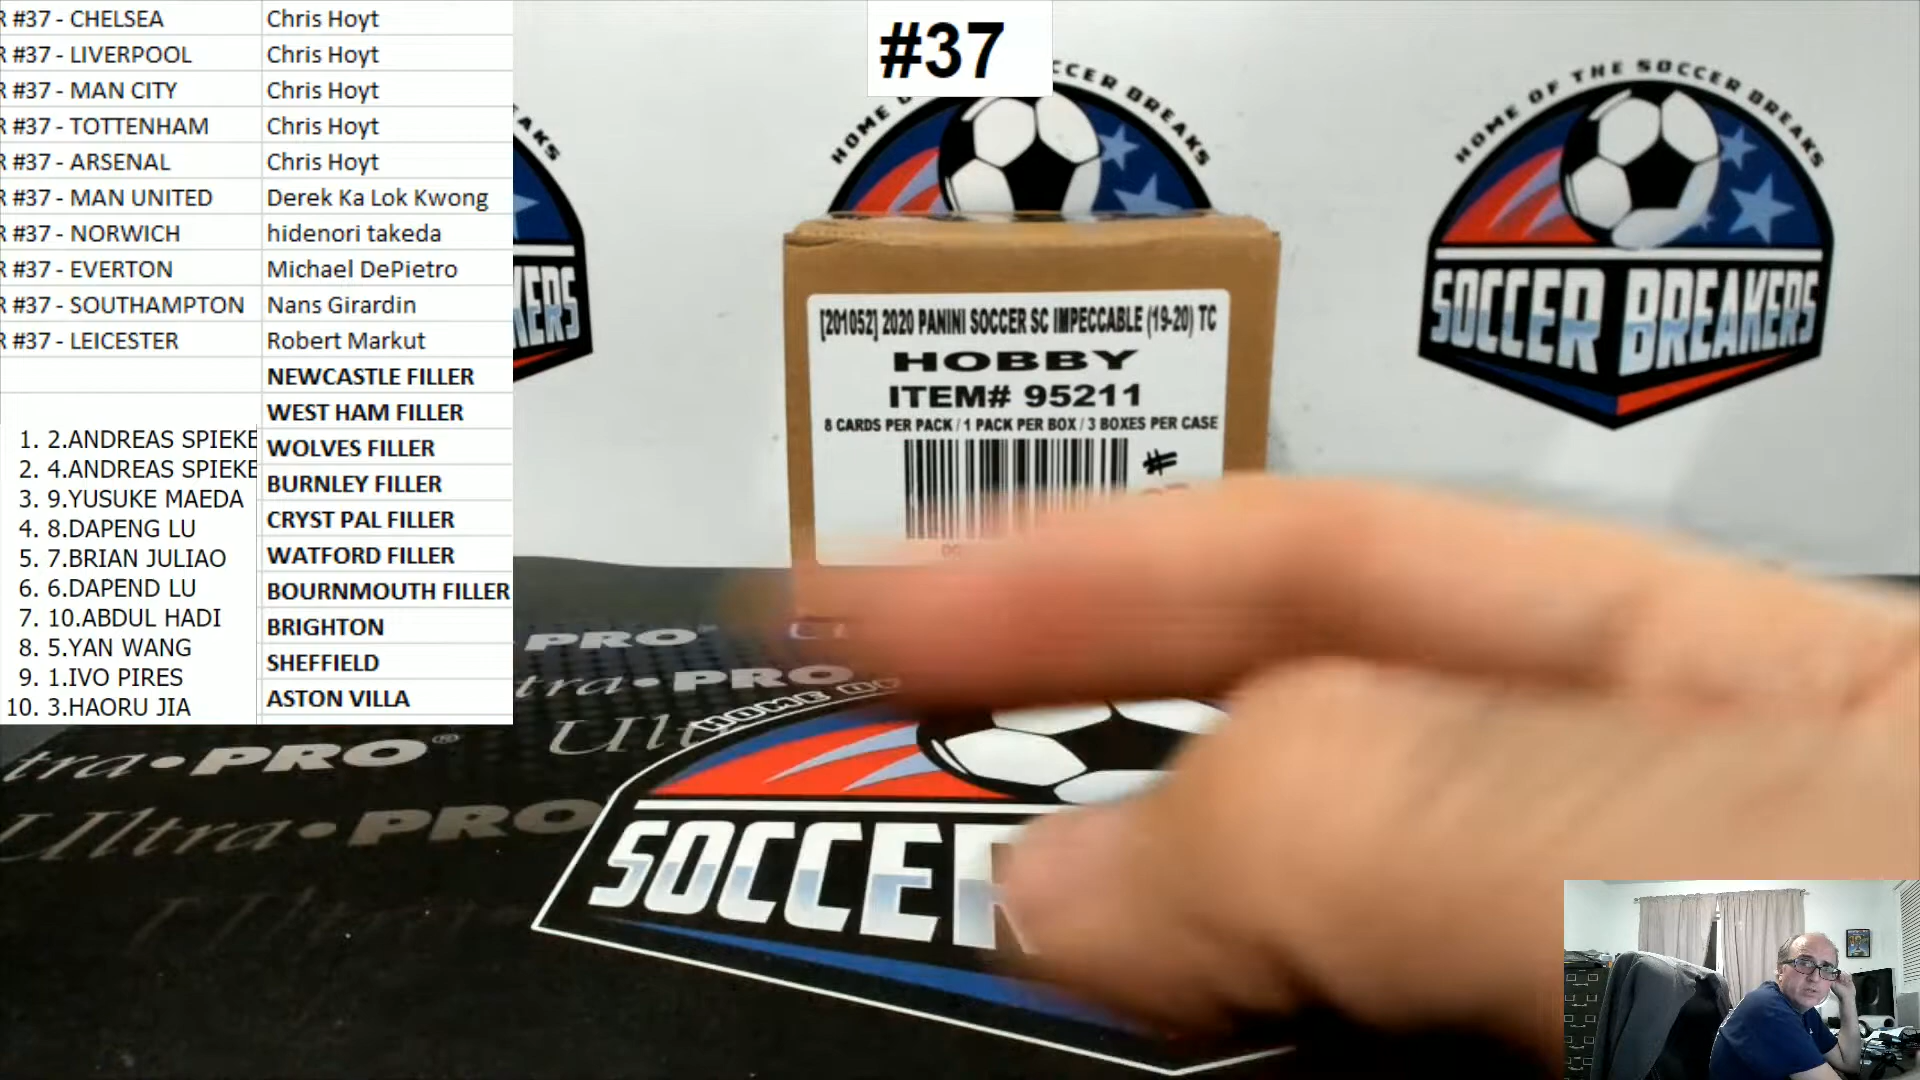 R #37 - CHELSEA Chris Hoyt
R #37 - LIVERPOOL Chris Hoyt
R #37 - MAN CITY Chris Hoyt
R #37 - TOTTENHAM Chris Hoyt
R #37 - ARSENAL Chris Hoyt
R #37 - MAN UNITED Derek Ka Lok Kwong
R #37 - NORWICH hidenori takeda
R #37 - EVERTON Michael DePietro
R #37 - SOUTHAMPTON Nans Girardin
R #37 - LEICESTER Robert Markut
NEWCASTLE FILLER
WEST HAM FILLER
WOLVES FILLER
BURNLEY FILLER
CRYST PAL FILLER
WATFORD FILLER
BOURNMOUTH FILLER
BRIGHTON
SHEFFIELD
ASTON VILLA
1. 2.ANDREAS SPIEKE
2. 4.ANDREAS SPIEKE
3. 9.YUSUKE MAEDA
4. 8.DAPENG LU
5. 7.BRIAN JULIAO
6. 6.DAPEND LU
7. 10.ABDUL HADI
8. 5.YAN WANG
9. 1.IVO PIRES
10. 3.HAORU JIA
#37
HOME OF THE SOCCER BREAKS
SOCCER BREAKERS
[201052] 2020 PANINI SOCCER SC IMPECCABLE (19-20) TC
HOBBY
ITEM# 95211
8 CARDS PER PACK / 1 PACK PER BOX / 3 BOXES PER CASE
#
PRO
tra•PRO
tra•PRO®
Ultra•PRO
SOCCER